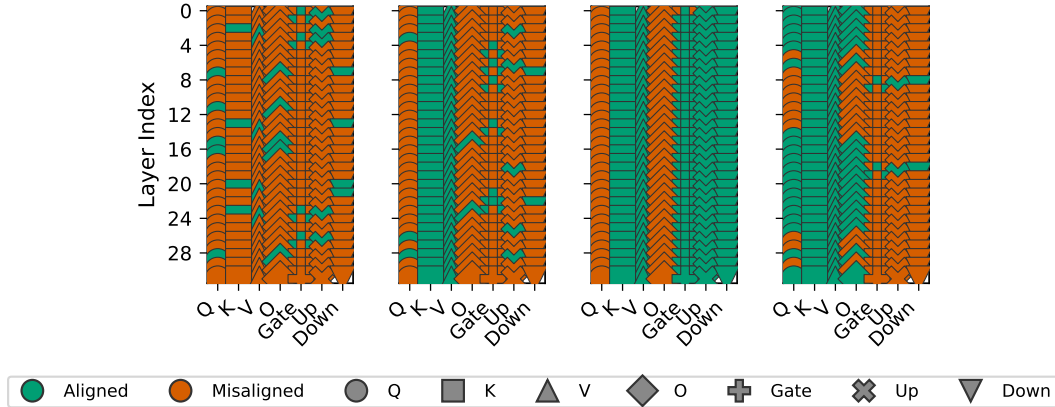 0
4
8
12
16
20
24
28
Layer Index
Q K V O Gate Up Down
Q K V O Gate Up Down
Q K V O Gate Up Down
Q K V O Gate Up Down
Aligned Misaligned Q K V O Gate Up Down